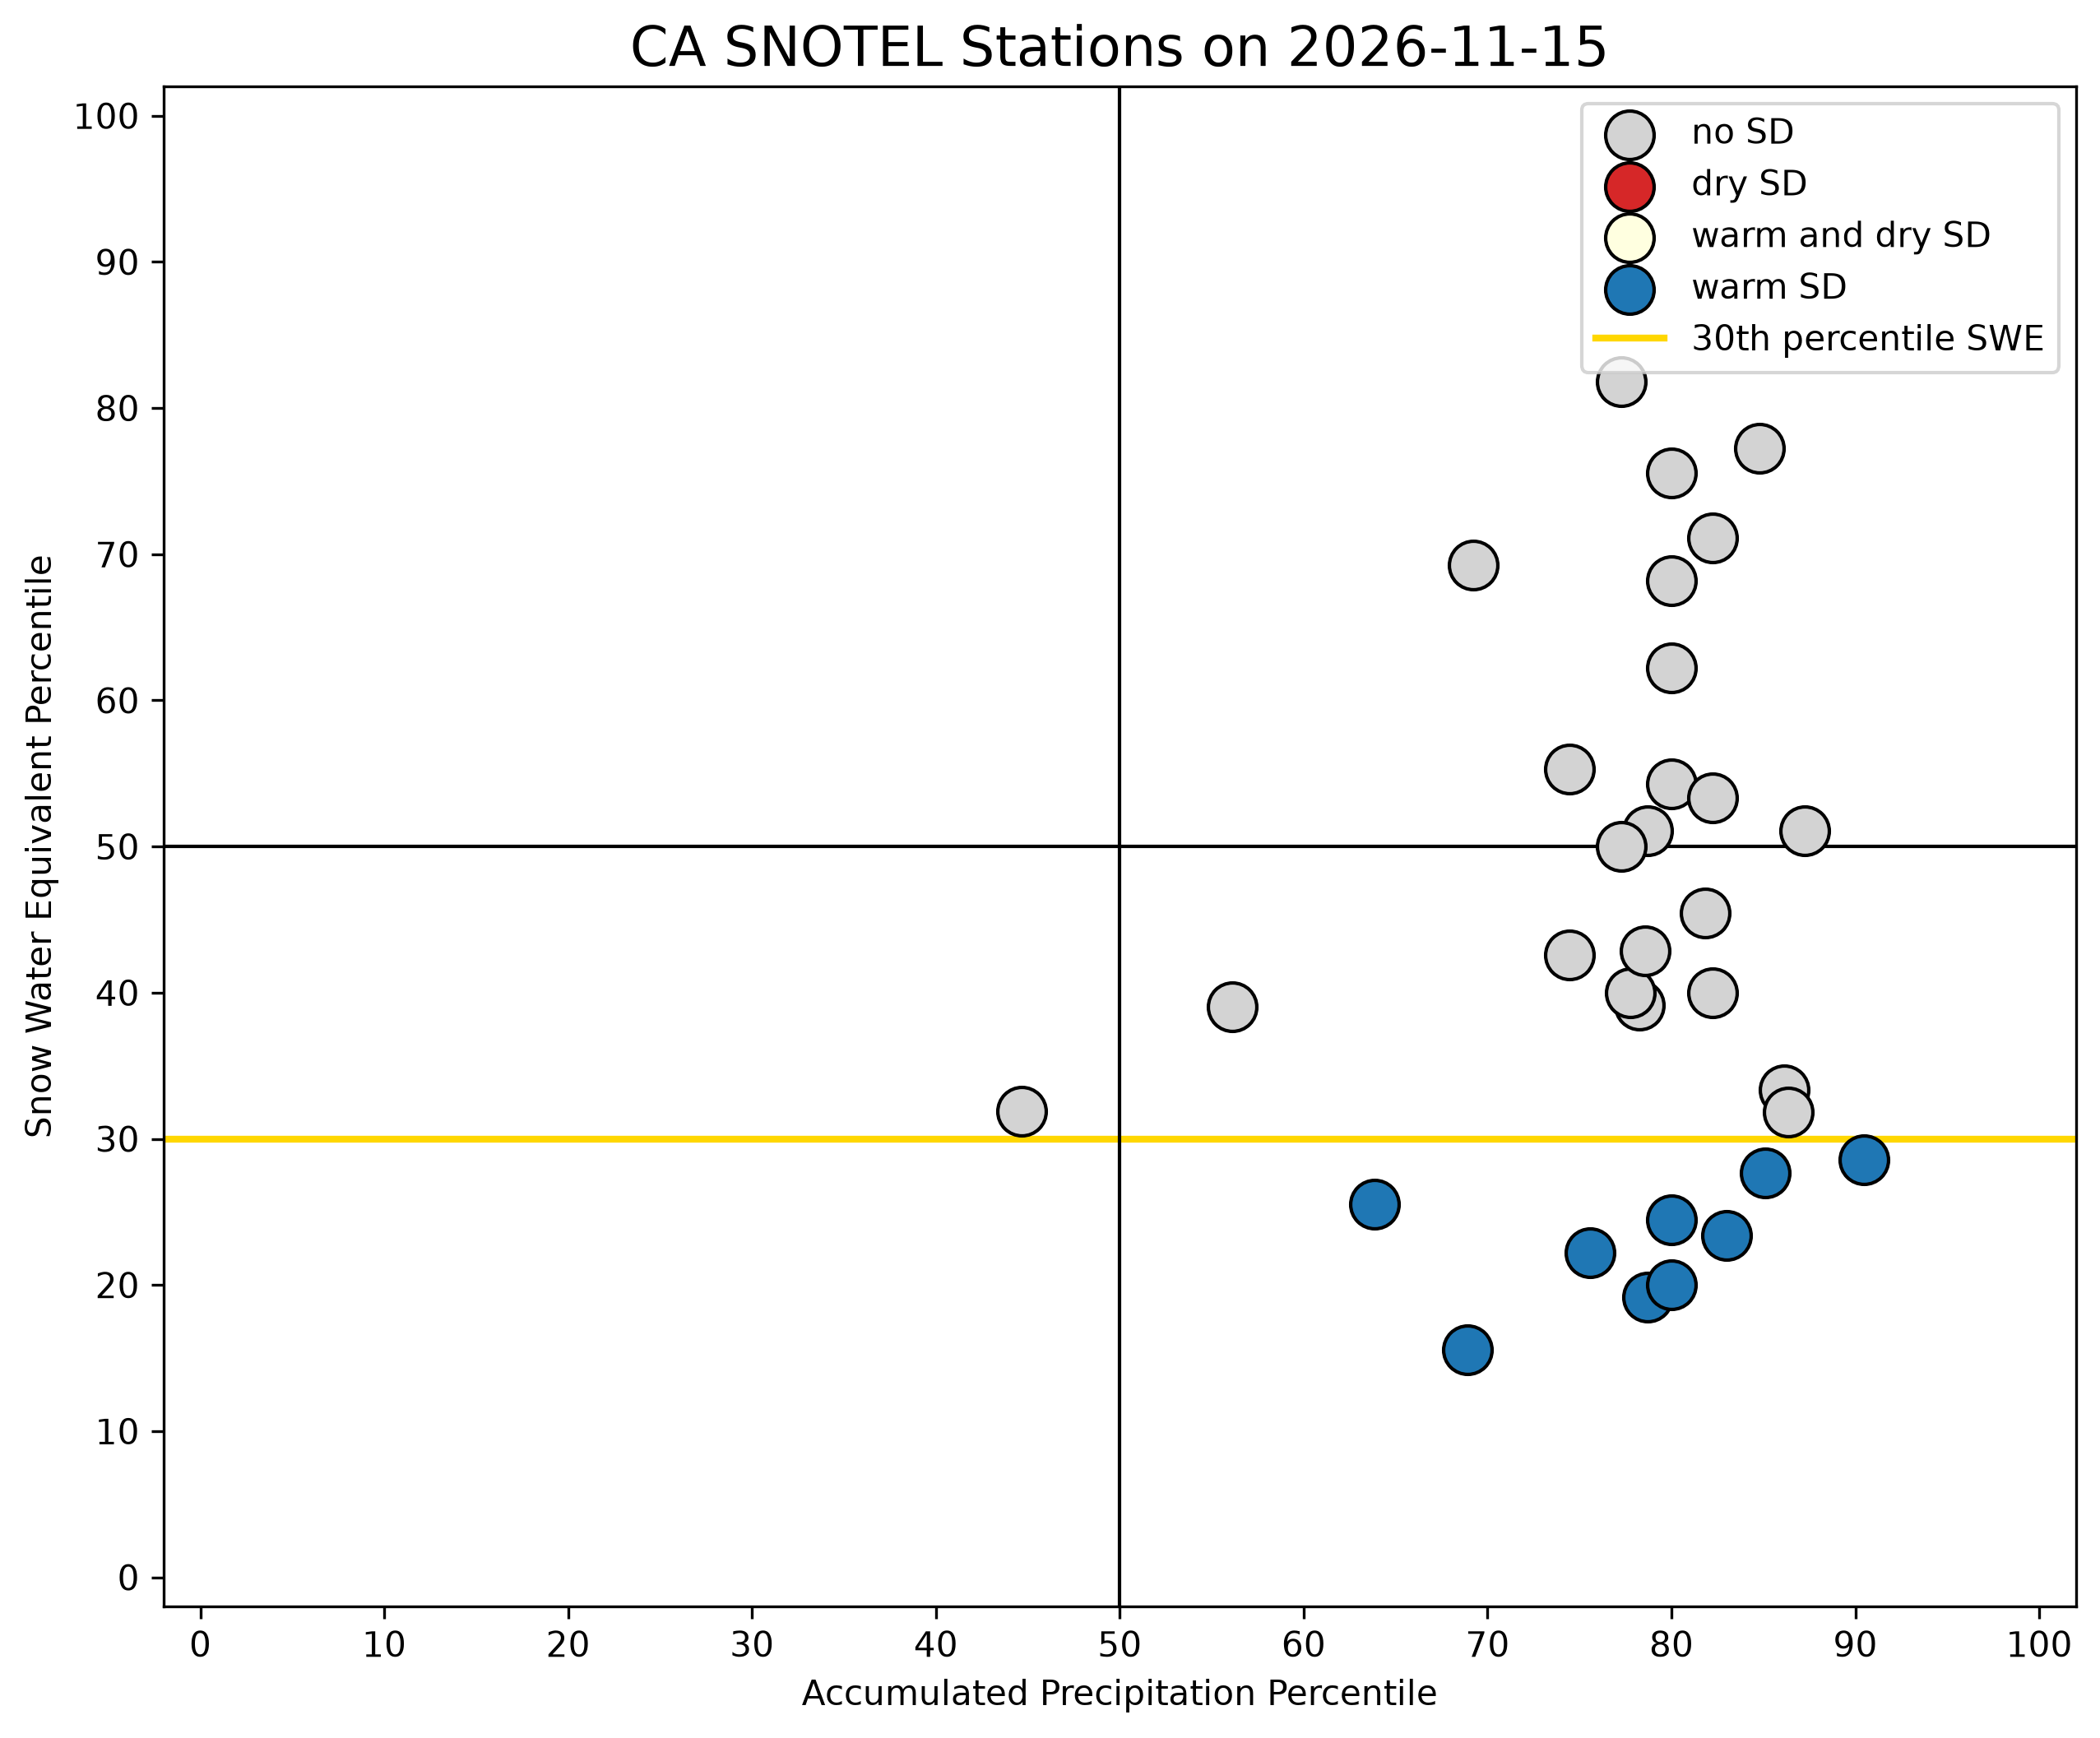 CA SNOTEL Stations on 2026-11-15
no SD
dry SD
warm and dry SD
warm SD
30th percentile SWE
100
90
80
70
60
50
40
30
20
10
0
Snow Water Equivalent Percentile
0 10 20 30 40 50 60 70 80 90 100
Accumulated Precipitation Percentile